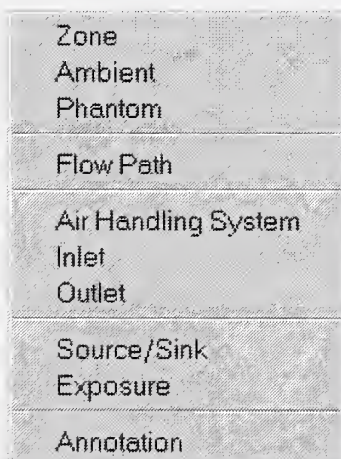 Zone
Ambient
Phantom
Flow Path
Air Handling System
Inlet
Outlet
Source/Sink
Exposure
Annotation